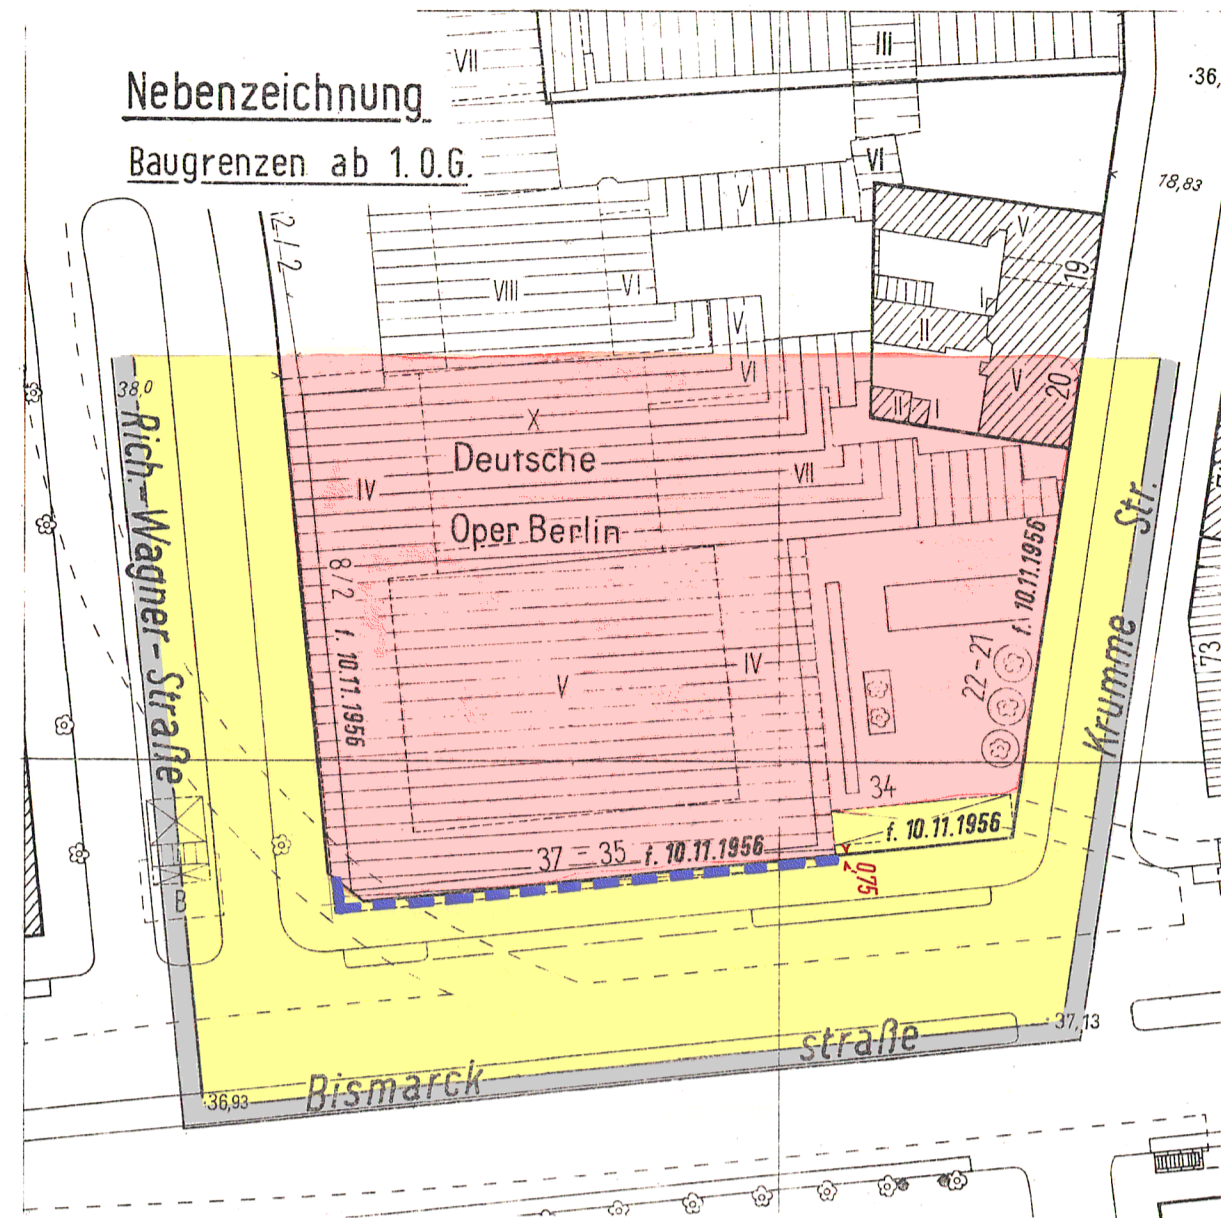 Nebenzeichnung
Baugrenzen ab 1.O.G.
VII
III
·36,
VI
78,83
V
V
2/2
19
VIII
VI
I
II
V
38,0
VI
V
20
X
II
I
Deutsche
IV
VII
Oper Berlin
Rich.-Wagner-Straße
Krumme Str.
8/2
f. 10.11.1956
f. 10.11.1956
22-21
IV
V
73
34
f. 10.11.1956
37 - 35
f. 10.11.1956
0,75
B
·37,13
Bismarck straße
·36,93